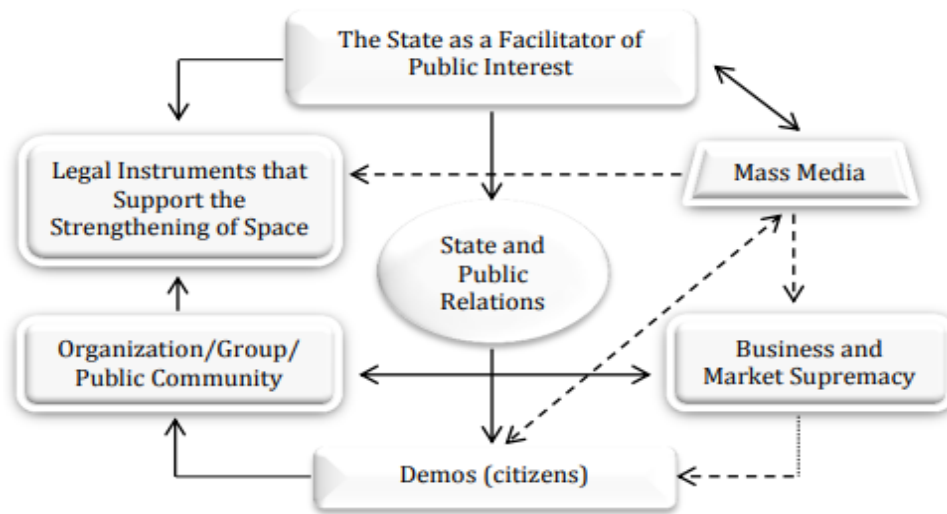 The State as a Facilitator of
Public Interest
Legal Instruments that
Support the
Strengthening of Space
Mass Media
State and
Public
Relations
Organization/Group/
Public Community
Business and
Market Supremacy
Demos (citizens)